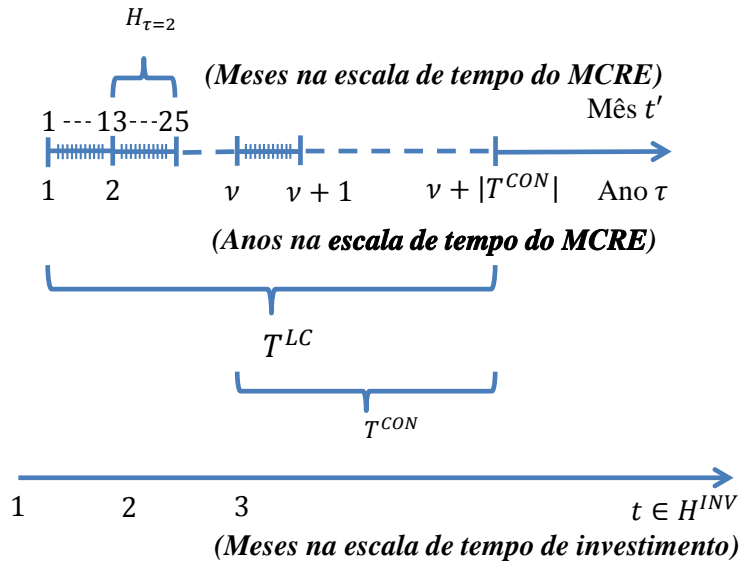 H_{τ=2}
(Meses na escala de tempo do MCRE)
1 ---13---25 Mês t′
1 2 ν ν + 1 ν + |T^{CON}| Ano τ
(Anos na escala de tempo do MCRE)
T^{LC}
T^{CON}
1 2 3 t ∈ H^{INV}
(Meses na escala de tempo de investimento)